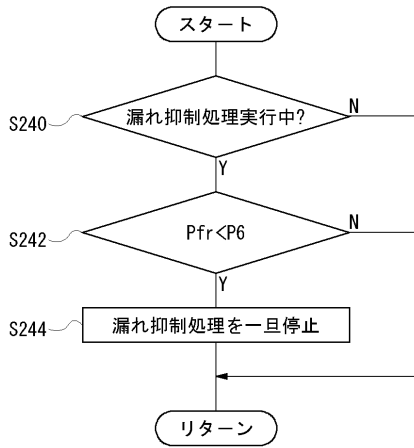 スタート
S240
漏れ抑制処理実行中?
N
Y
S242
Pfr<P6
N
Y
S244
漏れ抑制処理を一旦停止
リターン